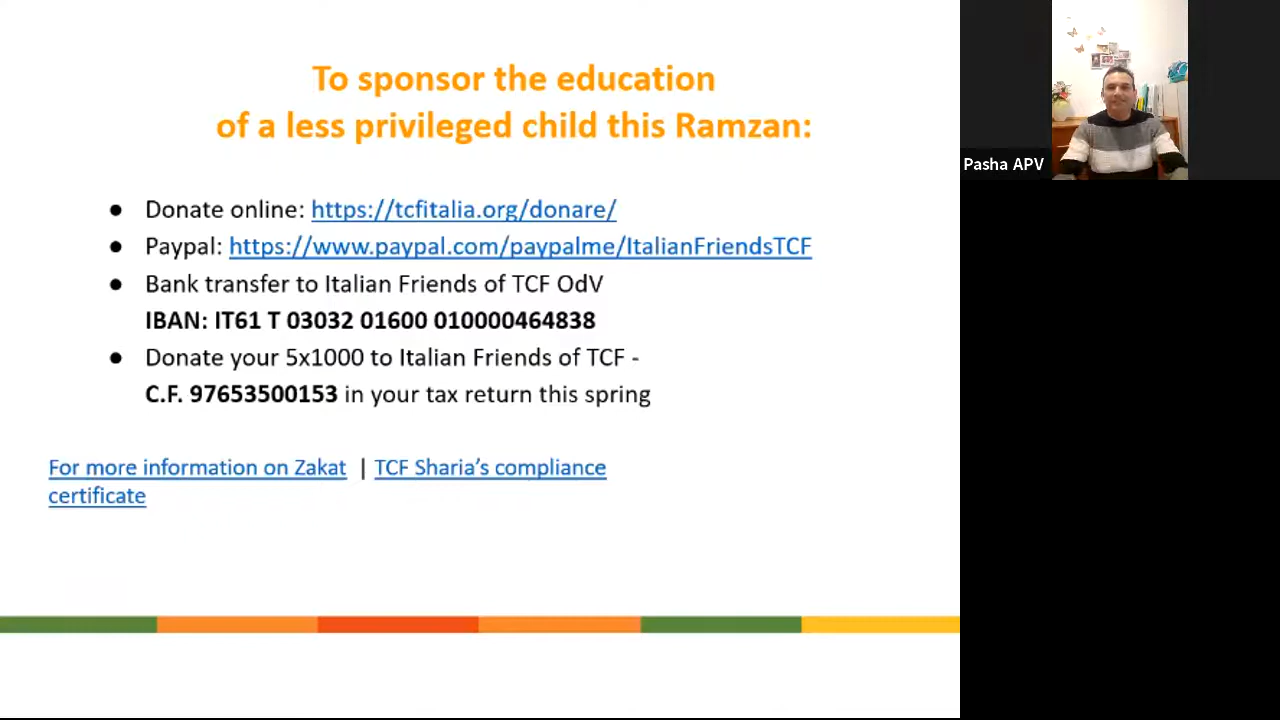 To sponsor the education
of a less privileged child this Ramzan:
● Donate online: https://tcfitalia.org/donare/
● Paypal: https://www.paypal.com/paypalme/ItalianFriendsTCF
● Bank transfer to Italian Friends of TCF OdV
IBAN: IT61 T 03032 01600 010000464838
● Donate your 5x1000 to Italian Friends of TCF -
C.F. 97653500153 in your tax return this spring
For more information on Zakat | TCF Sharia's compliance
certificate
Pasha APV